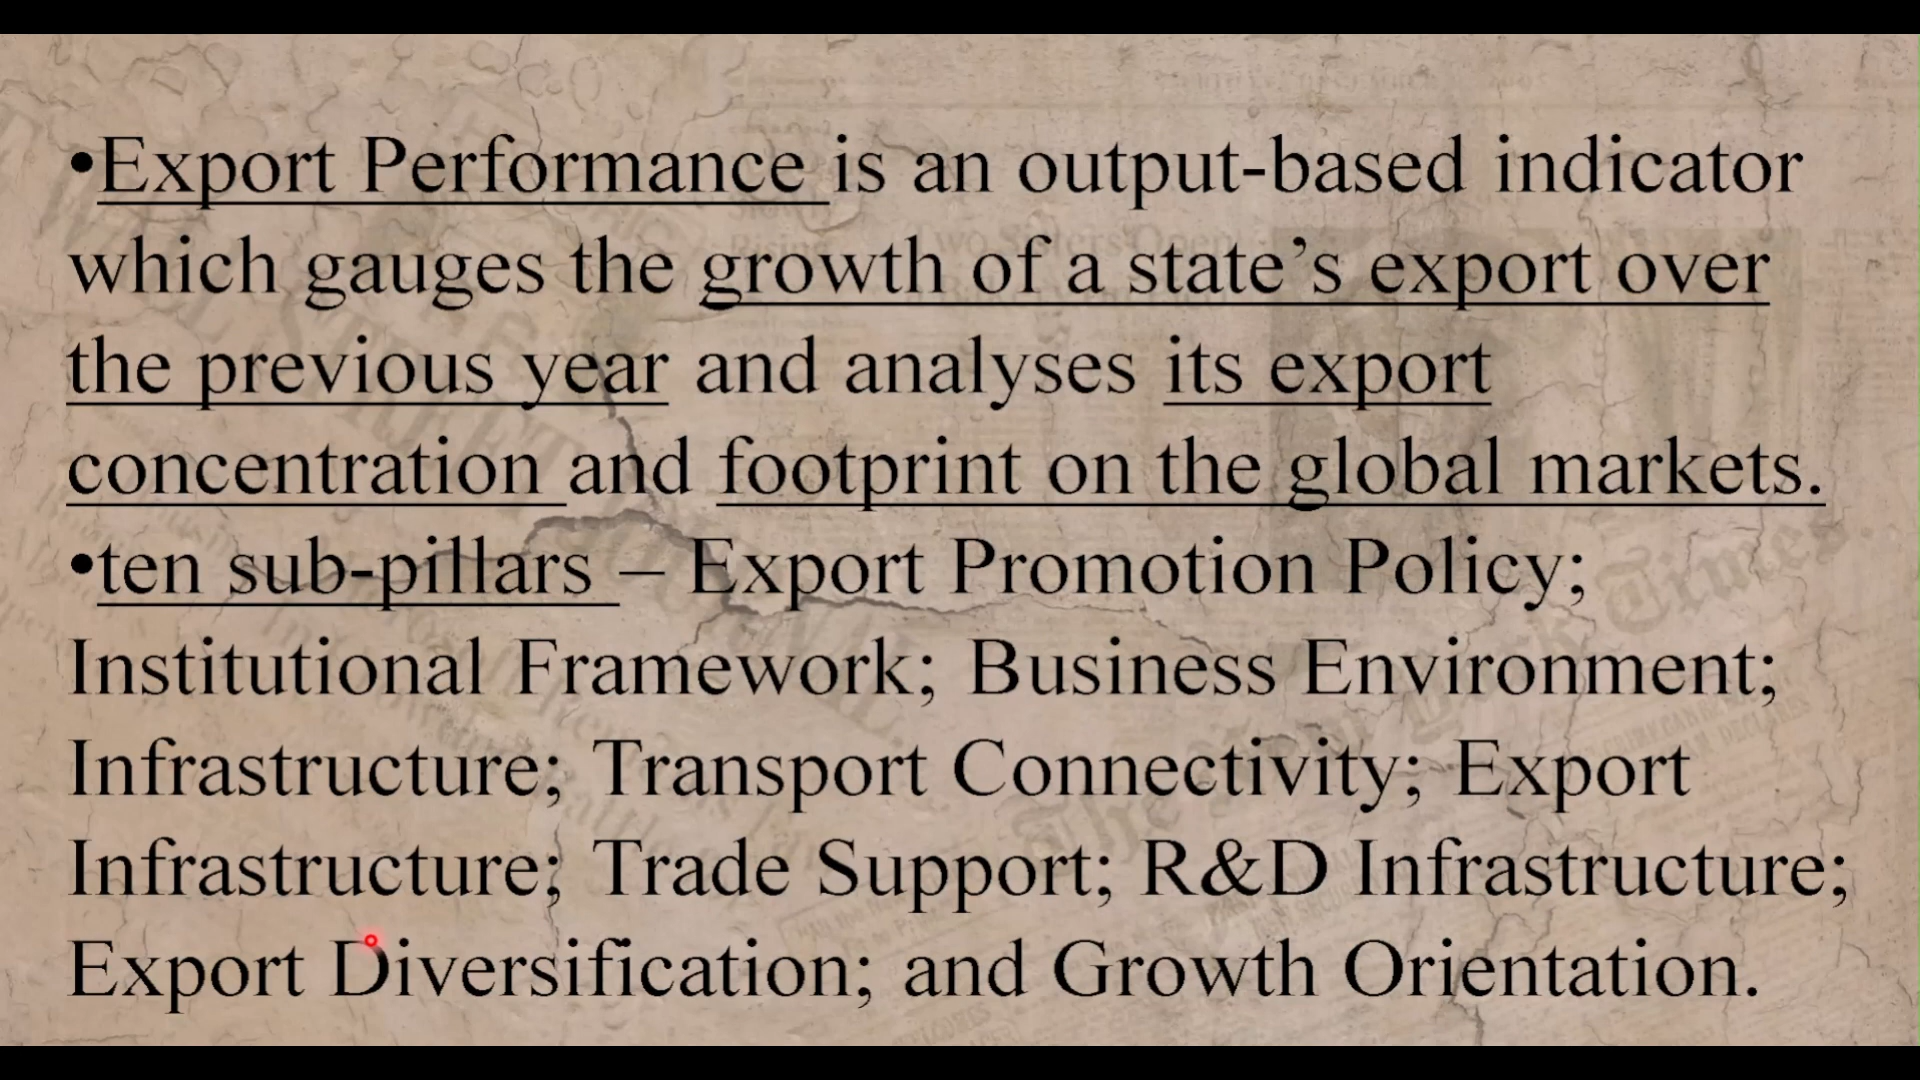 •Export Performance is an output-based indicator
which gauges the growth of a state’s export over
the previous year and analyses its export
concentration and footprint on the global markets.
•ten sub-pillars – Export Promotion Policy;
Institutional Framework; Business Environment;
Infrastructure; Transport Connectivity; Export
Infrastructure; Trade Support; R&D Infrastructure;
Export Diversification; and Growth Orientation.